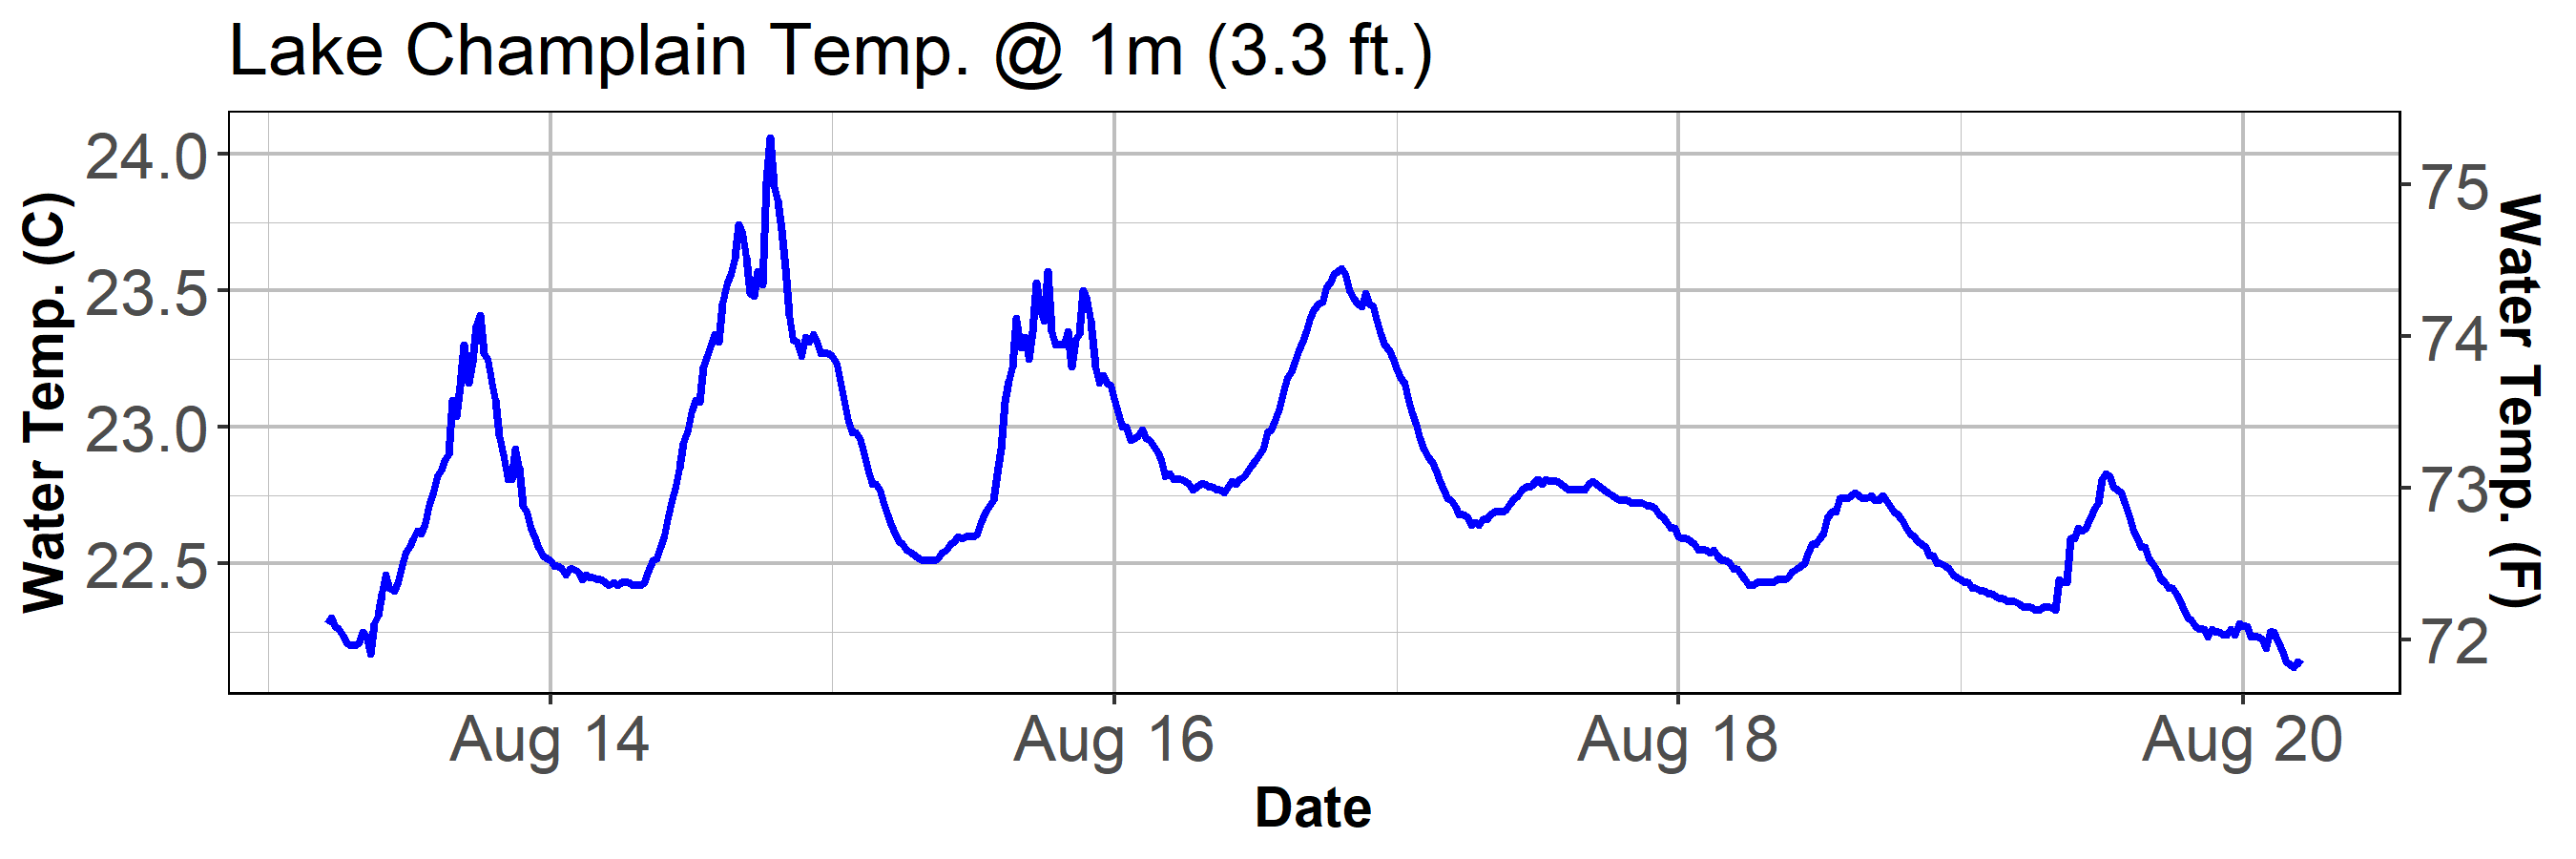 Lake Champlain Temp. @ 1m (3.3 ft.)
Water Temp. (C)
24.0
23.5
23.0
22.5
75
74
73
72
Water Temp. (F)
Aug 14 Aug 16 Aug 18 Aug 20
Date